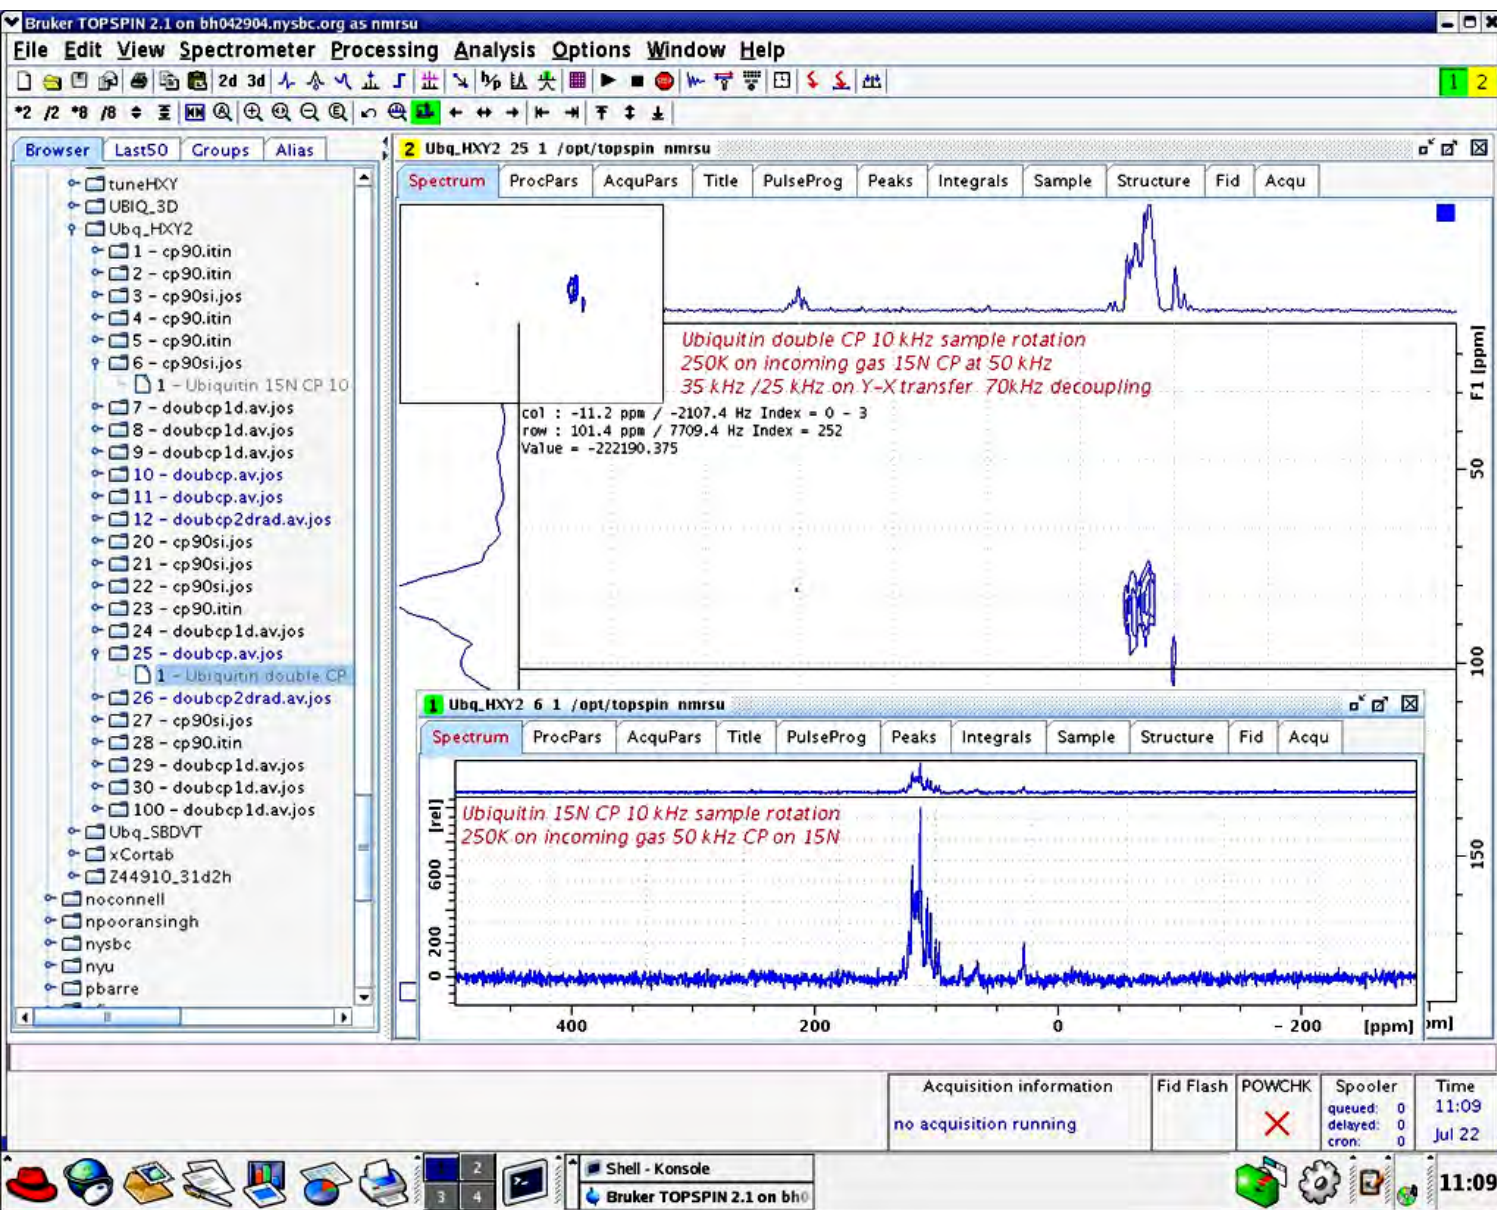 Bruker TOPSPIN 2.1 on bh042904.nysbc.org as nmrsu
File Edit View Spectrometer Processing Analysis Options Window Help
2d 3d
1 2
*2 /2 *8 /8
Browser Last50 Groups Alias
tuneHXY
UBIQ_3D
Ubq_HXY2
1 - cp90.itin
2 - cp90.itin
3 - cp90si.jos
4 - cp90.itin
5 - cp90.itin
6 - cp90si.jos
1 - Ubiquitin 15N CP 10
7 - doubcp1d.av.jos
8 - doubcp1d.av.jos
9 - doubcp1d.av.jos
10 - doubcp.av.jos
11 - doubcp.av.jos
12 - doubcp2drad.av.jos
20 - cp90si.jos
21 - cp90si.jos
22 - cp90si.jos
23 - cp90.itin
24 - doubcp1d.av.jos
25 - doubcp.av.jos
1 - Ubiquitin double CP
26 - doubcp2drad.av.jos
27 - cp90si.jos
28 - cp90.itin
29 - doubcp1d.av.jos
30 - doubcp1d.av.jos
100 - doubcp1d.av.jos
Ubq_SBDVT
xCortab
Z44910_31d2h
noconnell
npooransingh
nysbc
nyu
pbarre
2 Ubq_HXY2 25 1 /opt/topspin nmrsu
Spectrum ProcPars AcquPars Title PulseProg Peaks Integrals Sample Structure Fid Acqu
Ubiquitin double CP 10 kHz sample rotation
250K on incoming gas 15N CP at 50 kHz
35 kHz /25 kHz on Y-X transfer 70kHz decoupling
col : -11.2 ppm / -2107.4 Hz Index = 0 - 3
row : 101.4 ppm / 7709.4 Hz Index = 252
Value = -222190.375
F1 [ppm]
50
100
150
1 Ubq_HXY2 6 1 /opt/topspin nmrsu
Spectrum ProcPars AcquPars Title PulseProg Peaks Integrals Sample Structure Fid Acqu
Ubiquitin 15N CP 10 kHz sample rotation
250K on incoming gas 50 kHz CP on 15N
[rel]
600
200
0
400 200 0 - 200 [ppm]
Acquisition information
no acquisition running
Fid Flash
POWCHK
Spooler
queued: 0
delayed: 0
cron: 0
Time
11:09
Jul 22
1 2
3 4
Shell - Konsole
Bruker TOPSPIN 2.1 on bh0
11:09